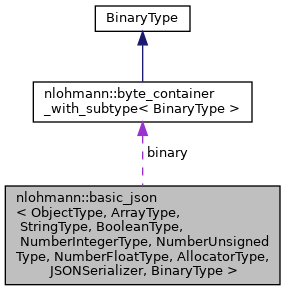 BinaryType
nlohmann::byte_container
_with_subtype< BinaryType >
binary
nlohmann::basic_json
< ObjectType, ArrayType,
StringType, BooleanType,
NumberIntegerType, NumberUnsigned
Type, NumberFloatType, AllocatorType,
JSONSerializer, BinaryType >